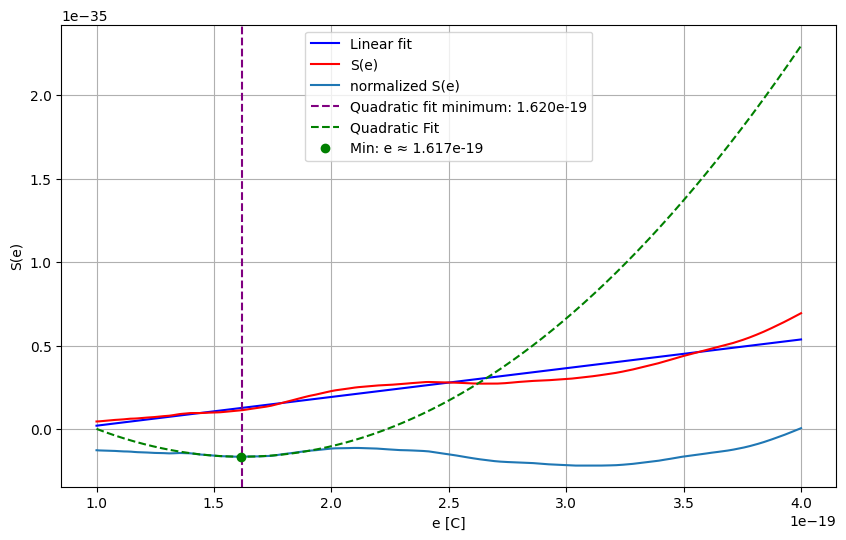 1e−35
Linear fit
S(e)
normalized S(e)
Quadratic fit minimum: 1.620e-19
Quadratic Fit
Min: e ≈ 1.617e-19
2.0
1.5
1.0
0.5
0.0
S(e)
1.0 1.5 2.0 2.5 3.0 3.5 4.0
1e−19
e [C]